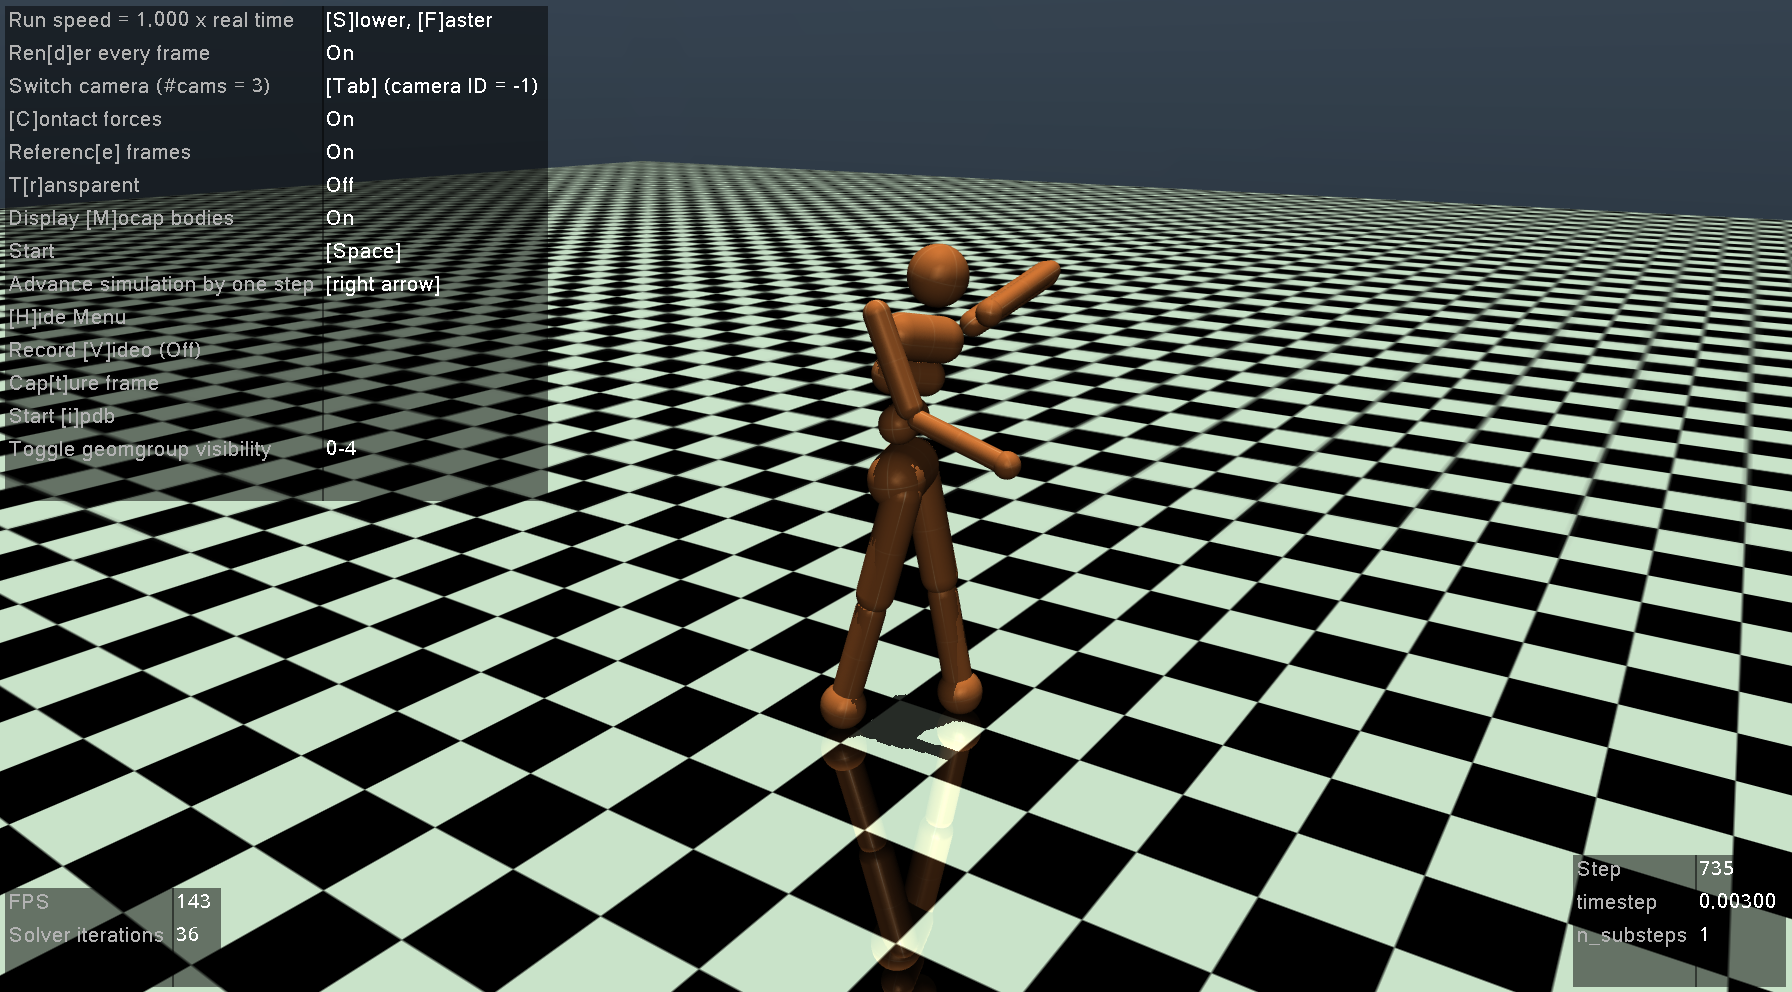 Run speed = 1.000 x real time [S]lower, [F]aster
Ren[d]er every frame On
Switch camera (#cams = 3) [Tab] (camera ID = -1)
[C]ontact forces On
Referenc[e] frames On
T[r]ansparent Off
Display [M]ocap bodies On
Start [Space]
Advance simulation by one step [right arrow]
[H]ide Menu
Record [V]ideo (Off)
Cap[t]ure frame
Start [i]pdb
Toggle geomgroup visibility 0-4
FPS 143
Solver iterations 36
Step 735
timestep 0.00300
n_substeps 1